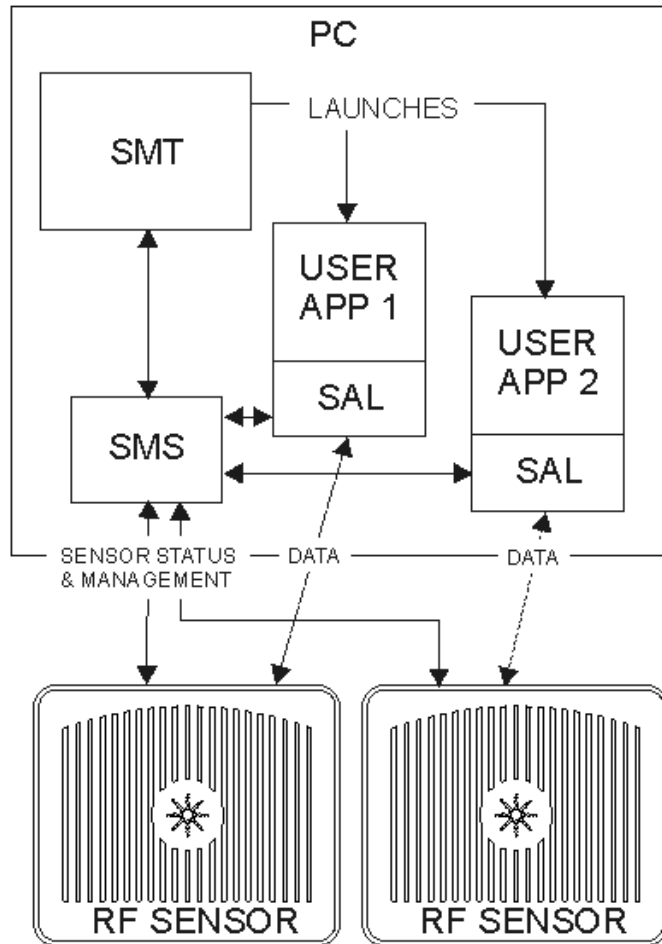 PC
SMT
LAUNCHES
USER
APP 1
SAL
USER
APP 2
SAL
SMS
SENSOR STATUS
& MANAGEMENT
DATA
DATA
RF SENSOR
RF SENSOR